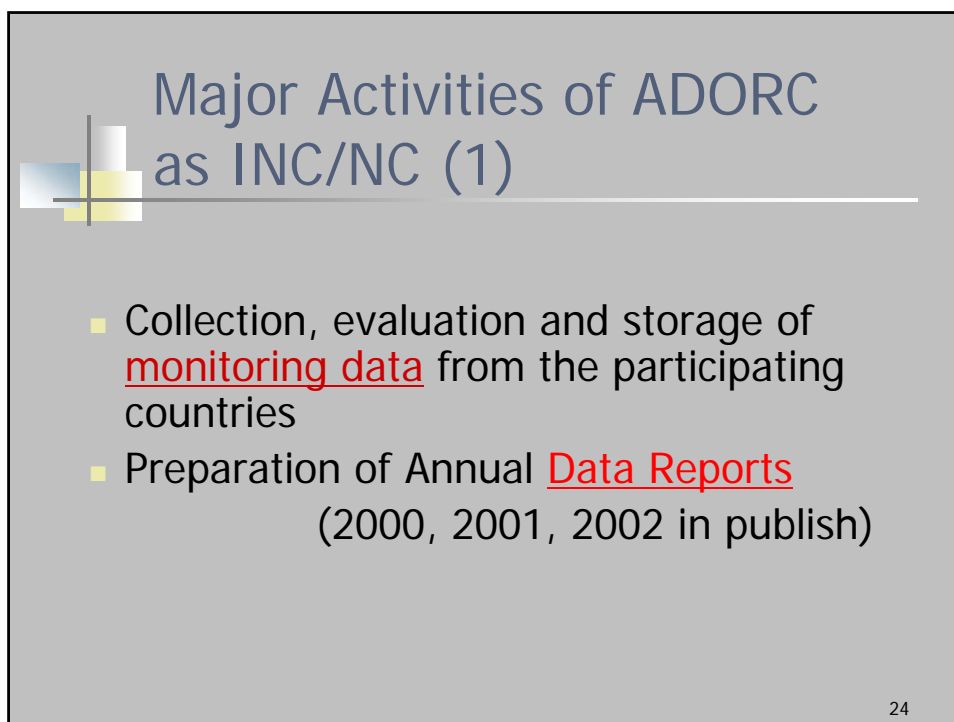 Major Activities of ADORC
as INC/NC (1)
Collection, evaluation and storage of
monitoring data from the participating
countries
Preparation of Annual Data Reports
(2000, 2001, 2002 in publish)
24